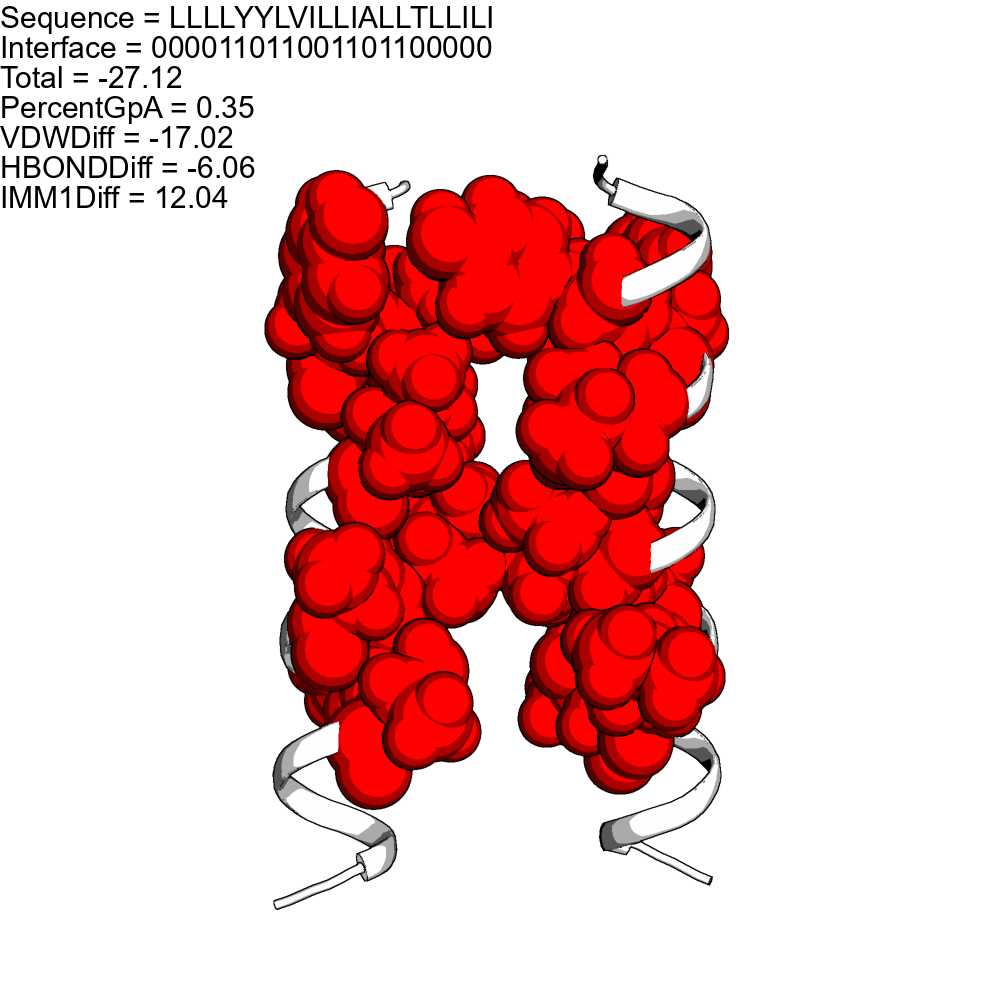 Sequence = LLLLYYLVILLIALLTLLILI
Interface = 000011011001101100000
Total = -27.12
PercentGpA = 0.35
VDWDiff = -17.02
HBONDDiff = -6.06
IMM1Diff = 12.04